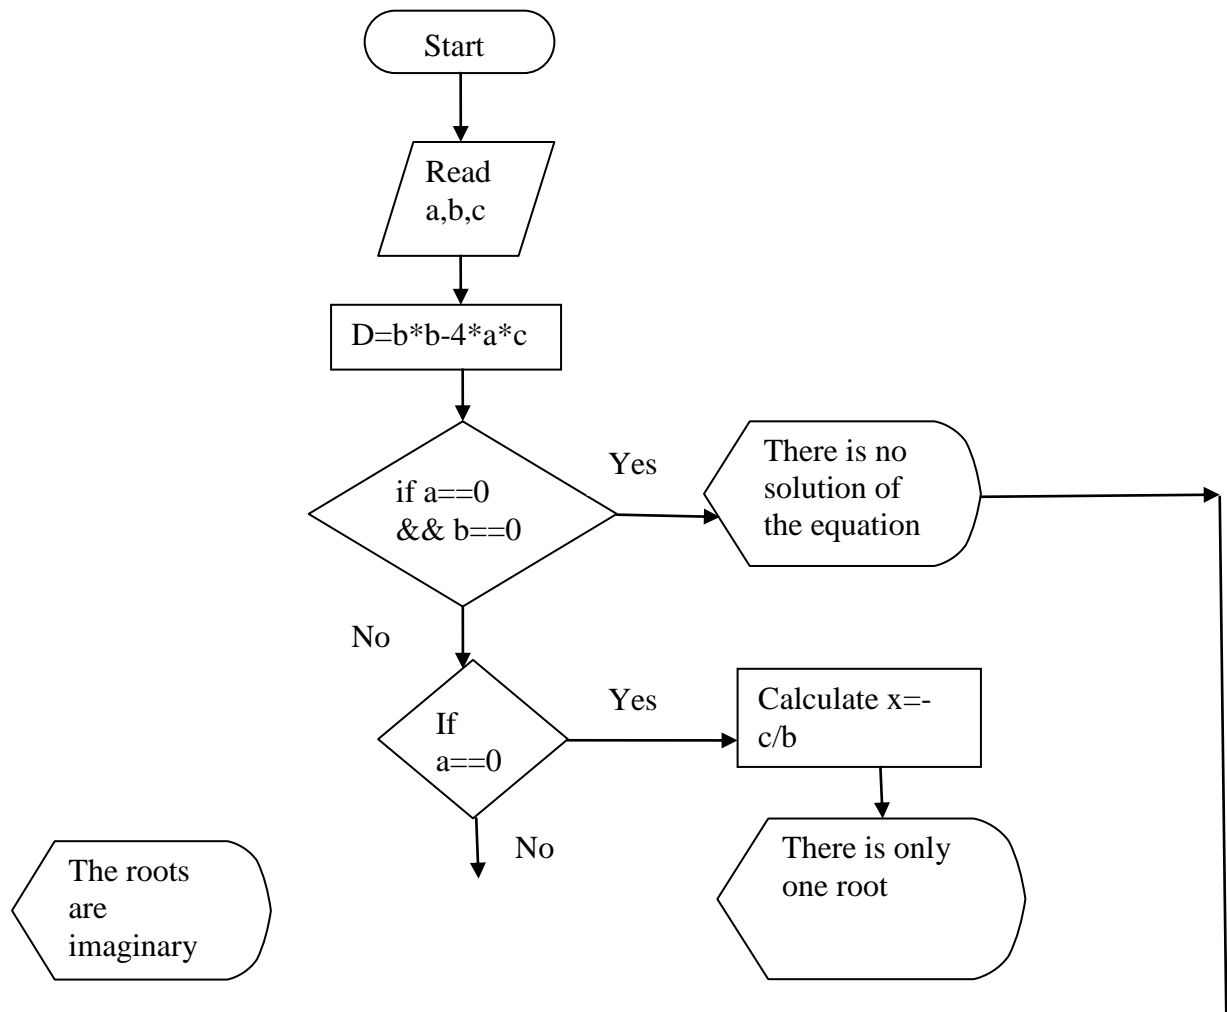 Start
Read
a,b,c
D=b*b-4*a*c
if a==0
&& b==0
Yes
There is no
solution of
the equation
No
If
a==0
Yes
Calculate x=-
c/b
No
There is only
one root
The roots
are
imaginary